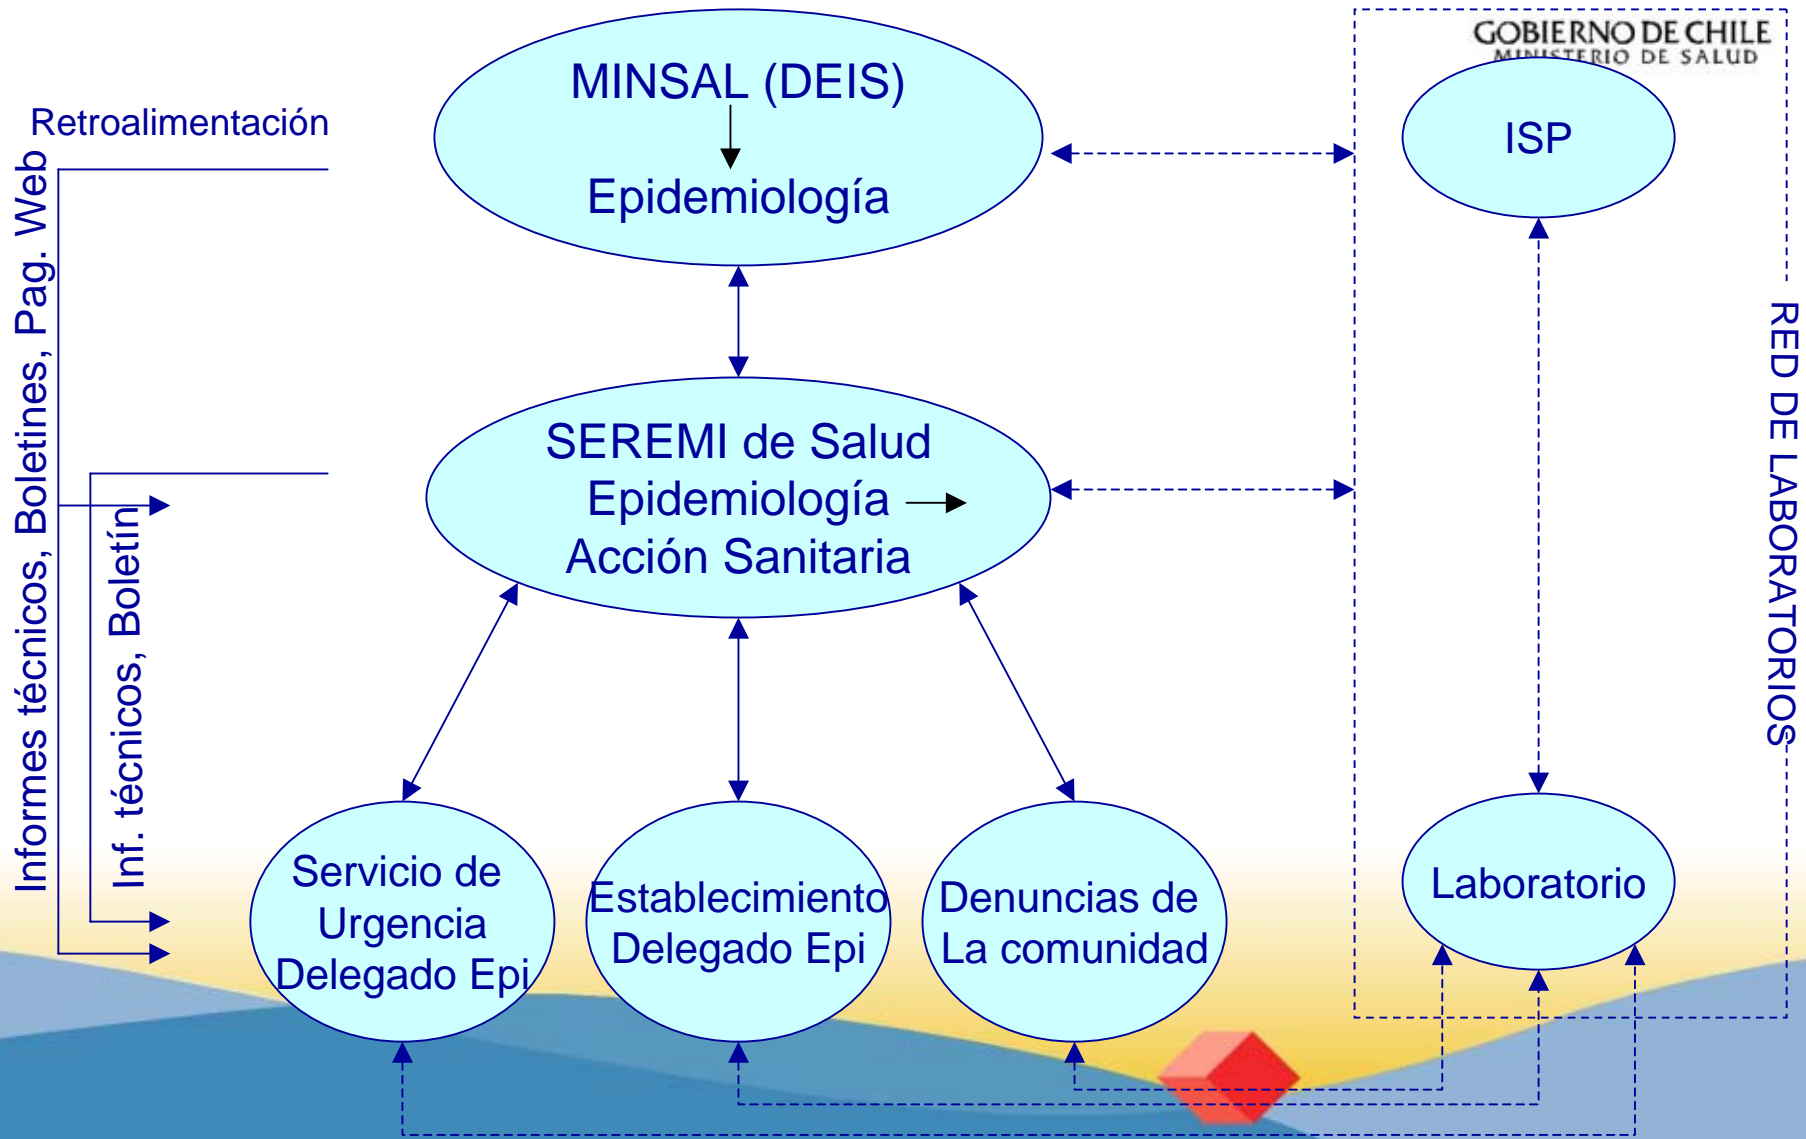 GOBIERNO DE CHILE
MINISTERIO DE SALUD
MINSAL (DEIS)
Epidemiología
ISP
Retroalimentación
Informes técnicos, Boletines, Pag. Web
Inf. técnicos, Boletín
SEREMI de Salud
Epidemiología
Acción Sanitaria
RED DE LABORATORIOS
Servicio de
Urgencia
Delegado Epi
Establecimiento
Delegado Epi
Denuncias de
La comunidad
Laboratorio